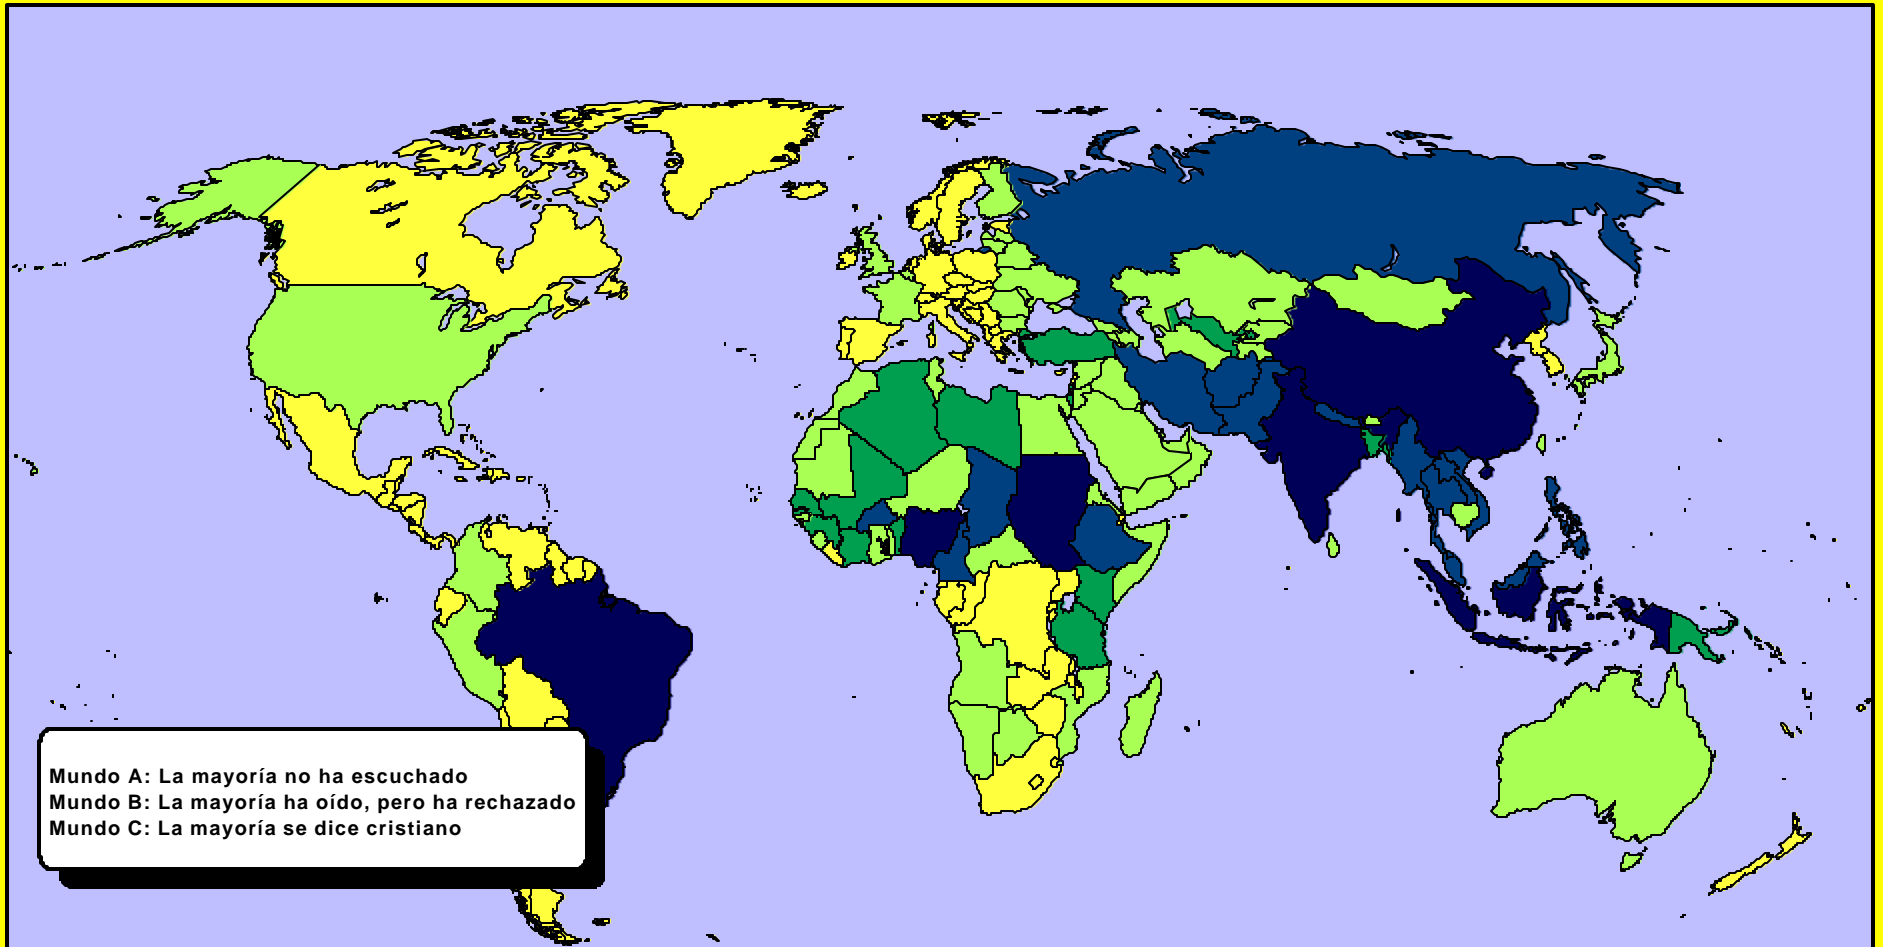 Mundo A: La mayoría no ha escuchado
Mundo B: La mayoría ha oído, pero ha rechazado
Mundo C: La mayoría se dice cristiano